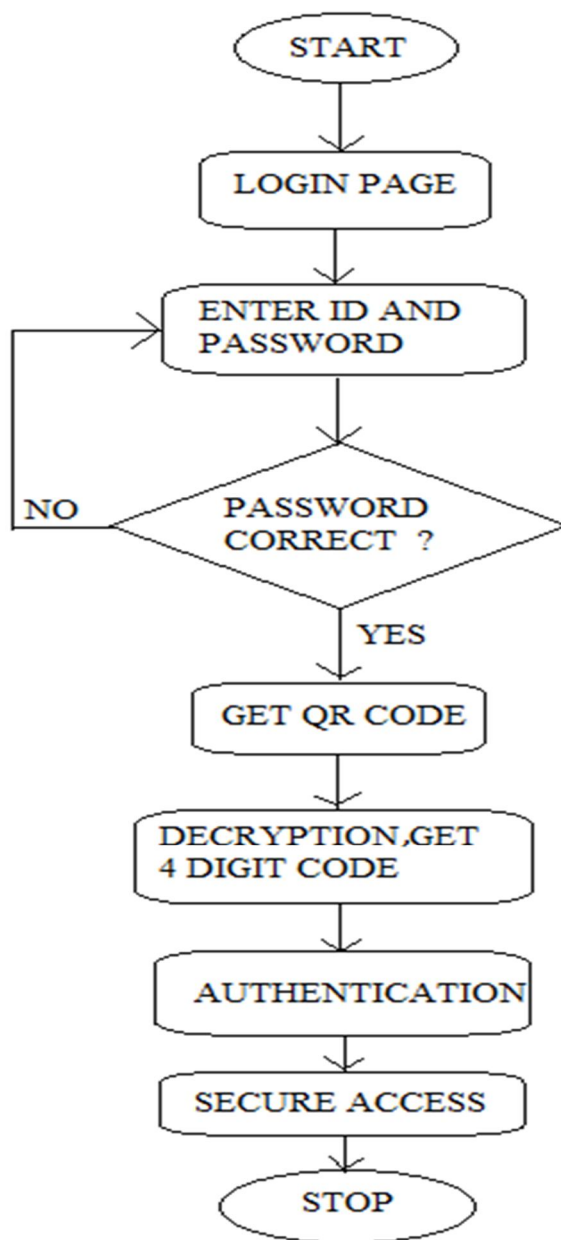 START
LOGIN PAGE
ENTER ID AND
PASSWORD
PASSWORD
CORRECT ?
NO
YES
GET QR CODE
DECRYPTION,GET
4 DIGIT CODE
AUTHENTICATION
SECURE ACCESS
STOP